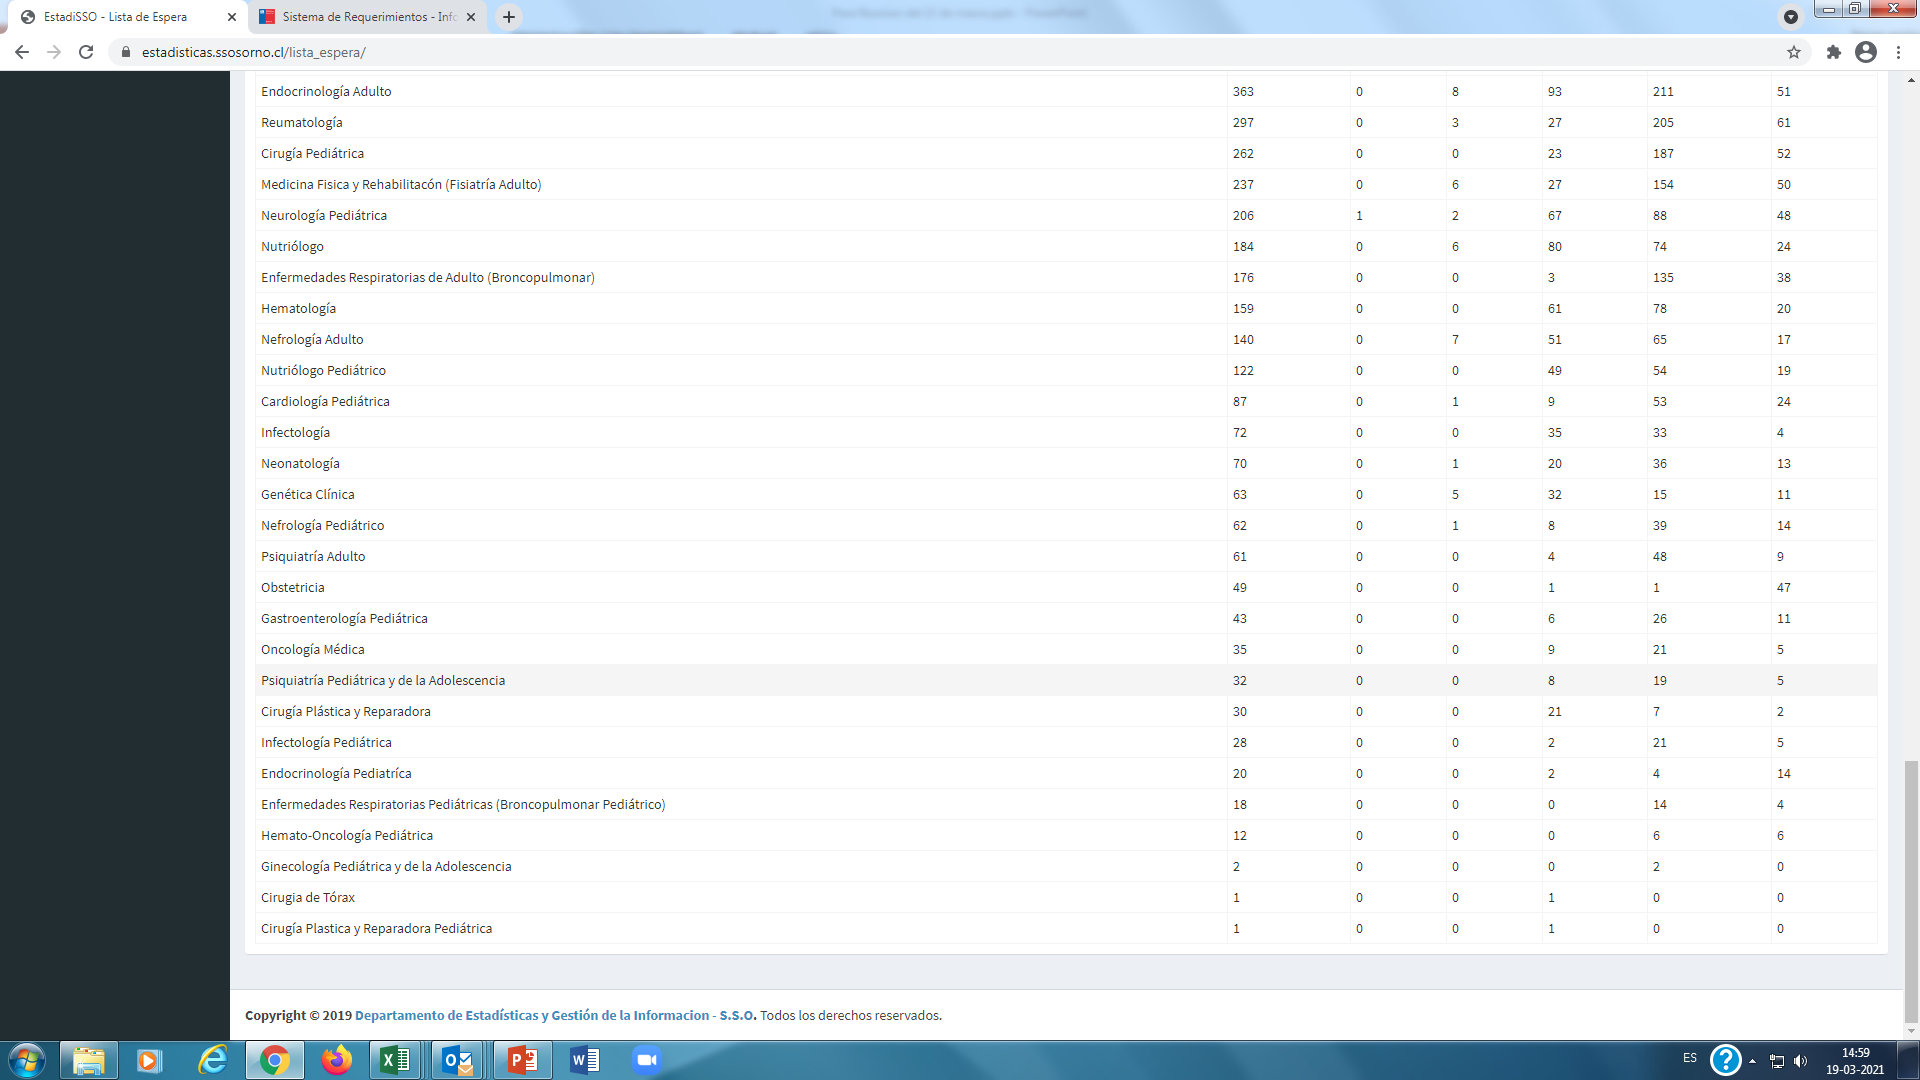 EstadiSSO - Lista de Espera
Sistema de Requerimientos - Info
estadisticas.ssosorno.cl/lista_espera/
Endocrinología Adulto 363 0 8 93 211 51
Reumatología 297 0 3 27 205 61
Cirugía Pediátrica 262 0 0 23 187 52
Medicina Fisica y Rehabilitacón (Fisiatría Adulto) 237 0 6 27 154 50
Neurología Pediátrica 206 1 2 67 88 48
Nutriólogo 184 0 6 80 74 24
Enfermedades Respiratorias de Adulto (Broncopulmonar) 176 0 0 3 135 38
Hematología 159 0 0 61 78 20
Nefrología Adulto 140 0 7 51 65 17
Nutriólogo Pediátrico 122 0 0 49 54 19
Cardiología Pediátrica 87 0 1 9 53 24
Infectología 72 0 0 35 33 4
Neonatología 70 0 1 20 36 13
Genética Clínica 63 0 5 32 15 11
Nefrología Pediátrico 62 0 1 8 39 14
Psiquiatría Adulto 61 0 0 4 48 9
Obstetricia 49 0 0 1 1 47
Gastroenterología Pediátrica 43 0 0 6 26 11
Oncología Médica 35 0 0 9 21 5
Psiquiatría Pediátrica y de la Adolescencia 32 0 0 8 19 5
Cirugía Plástica y Reparadora 30 0 0 21 7 2
Infectología Pediátrica 28 0 0 2 21 5
Endocrinología Pediatríca 20 0 0 2 4 14
Enfermedades Respiratorias Pediátricas (Broncopulmonar Pediátrico) 18 0 0 0 14 4
Hemato-Oncología Pediátrica 12 0 0 0 6 6
Ginecología Pediátrica y de la Adolescencia 2 0 0 0 2 0
Cirugia de Tórax 1 0 0 1 0 0
Cirugía Plastica y Reparadora Pediátrica 1 0 0 1 0 0
Copyright © 2019 Departamento de Estadísticas y Gestión de la Informacion - S.S.O. Todos los derechos reservados.
ES
14:59
19-03-2021